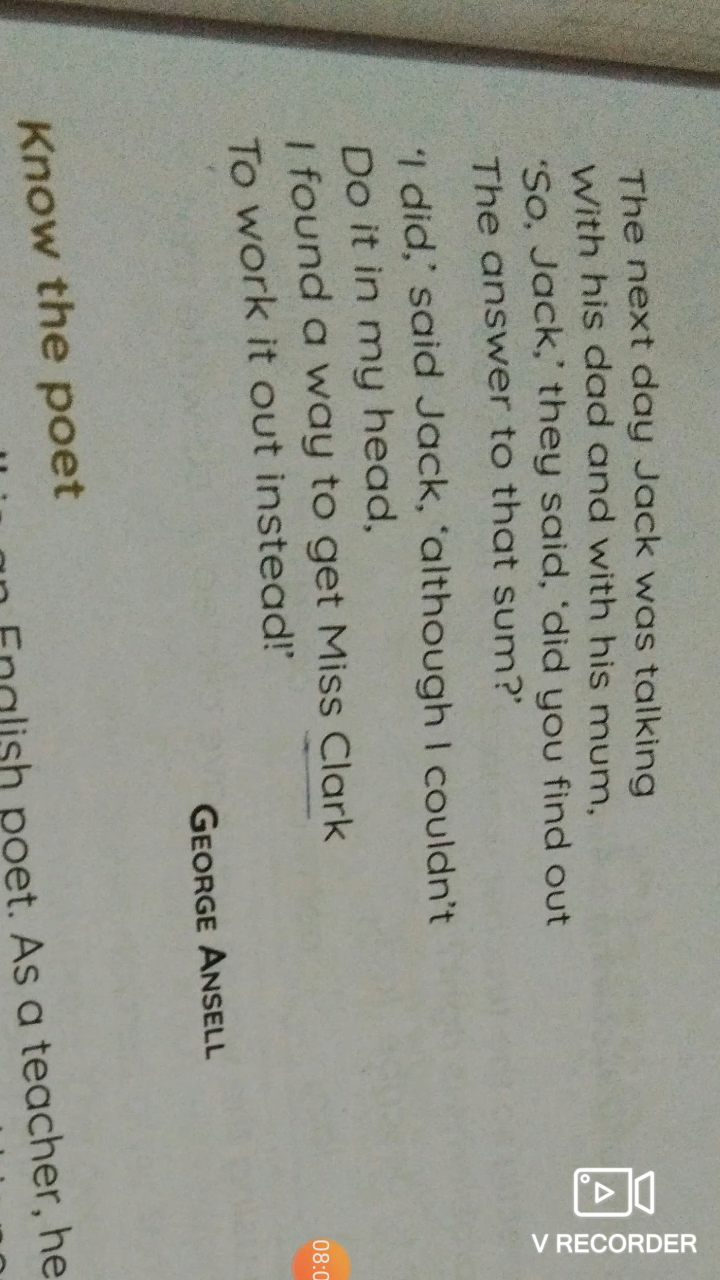 The next day Jack was talking
With his dad and with his mum,
'So, Jack,' they said, 'did you find out
The answer to that sum?'
'I did,' said Jack, 'although I couldn't
Do it in my head,
I found a way to get Miss Clark
To work it out instead!'
GEORGE ANSELL
Know the poet
English poet. As a teacher, he
V RECORDER
08:0